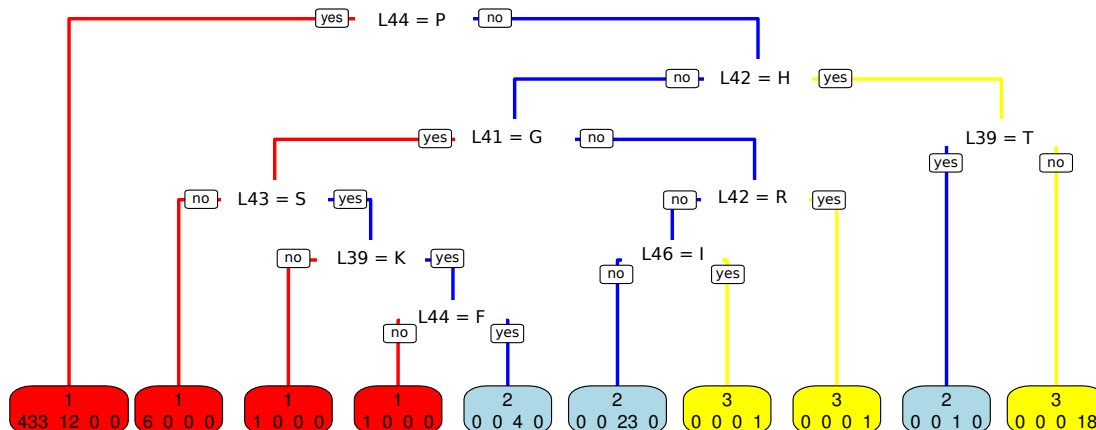 yes L44 = P no
no L42 = H yes
yes L41 = G no
L39 = T
yes no
no L43 = S yes
no L42 = R yes
no L39 = K yes
L46 = I
no yes
L44 = F
no yes
1 1 1 1 2 2 3 3 2 3
433 12 0 0 6 0 0 0 1 0 0 0 1 0 0 0 0 0 4 0 0 0 23 0 0 0 0 1 0 0 0 1 0 0 1 0 0 0 0 18